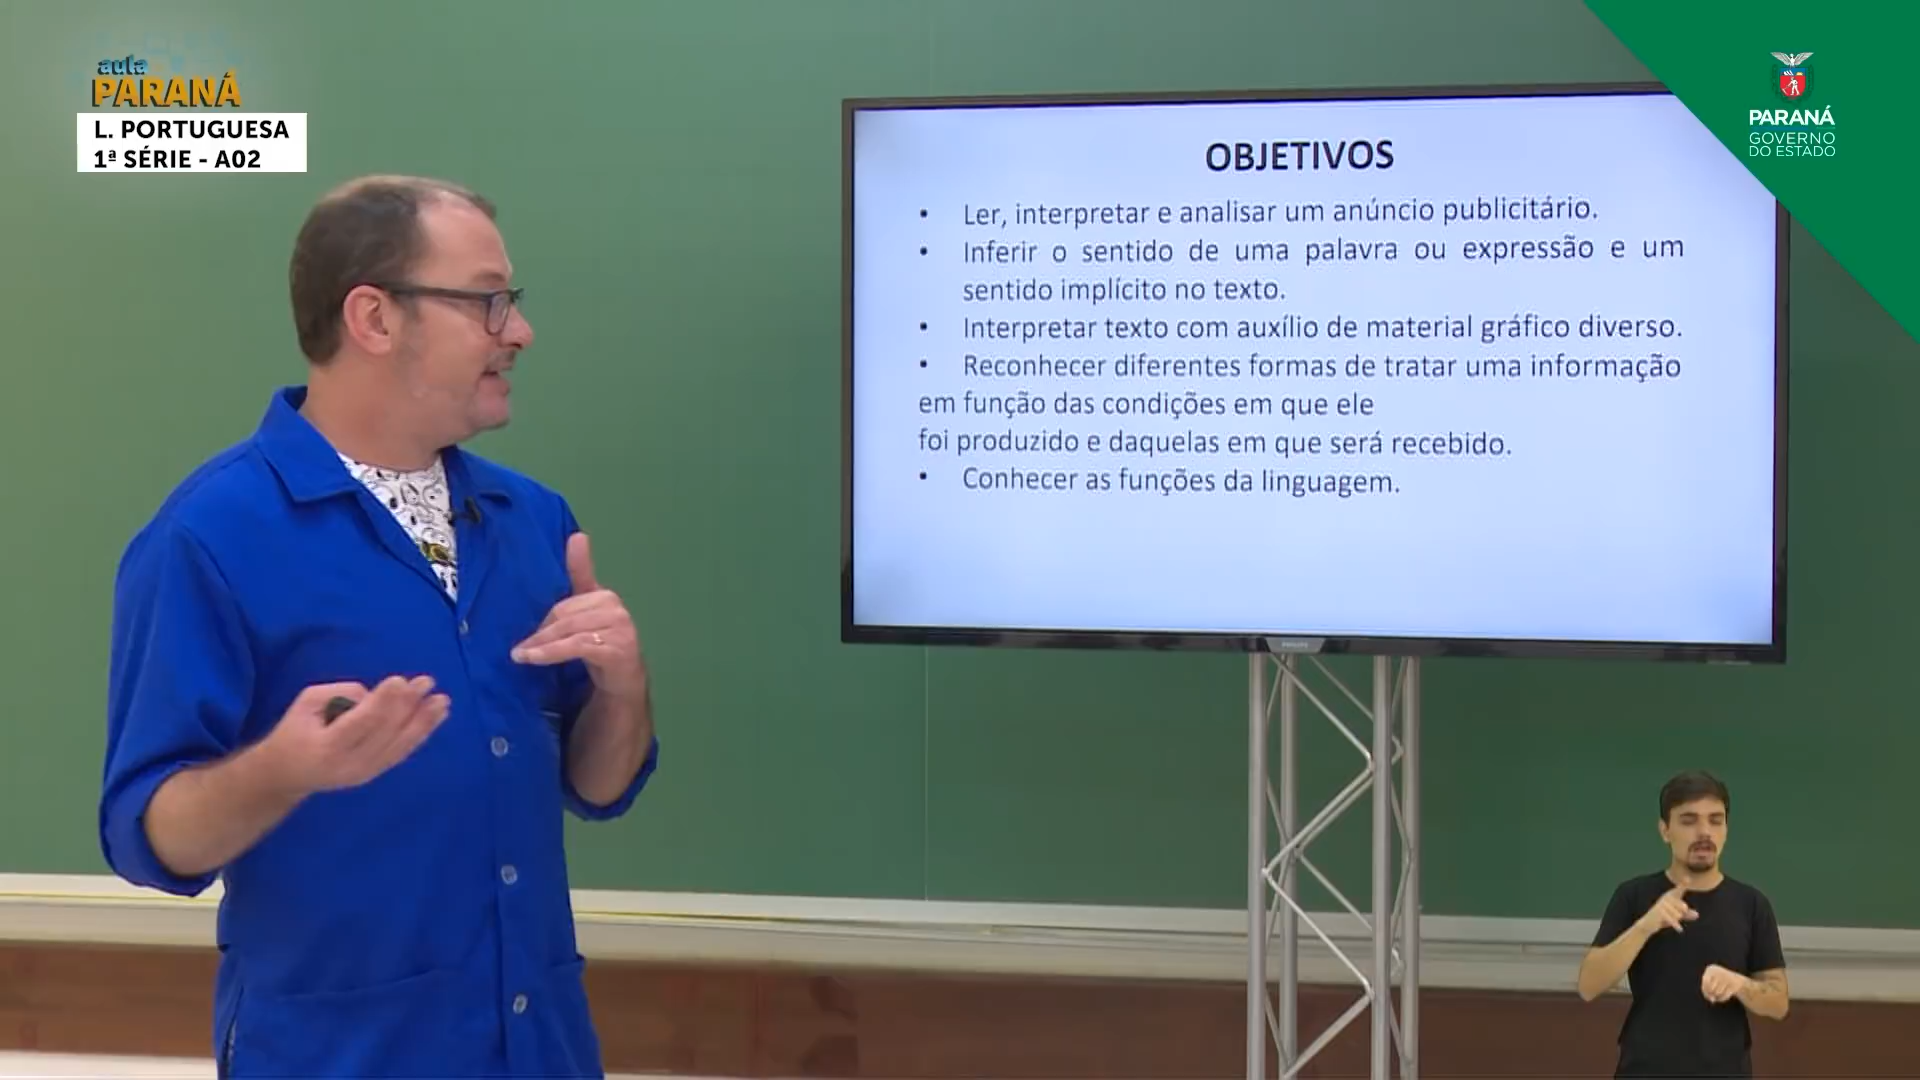 aula
PARANÁ
L. PORTUGUESA
1ª SÉRIE - A02
PARANÁ
GOVERNO
DO ESTADO
OBJETIVOS
• Ler, interpretar e analisar um anúncio publicitário.
• Inferir o sentido de uma palavra ou expressão e um
sentido implícito no texto.
• Interpretar texto com auxílio de material gráfico diverso.
• Reconhecer diferentes formas de tratar uma informação
em função das condições em que ele
foi produzido e daquelas em que será recebido.
• Conhecer as funções da linguagem.
PHILIPS